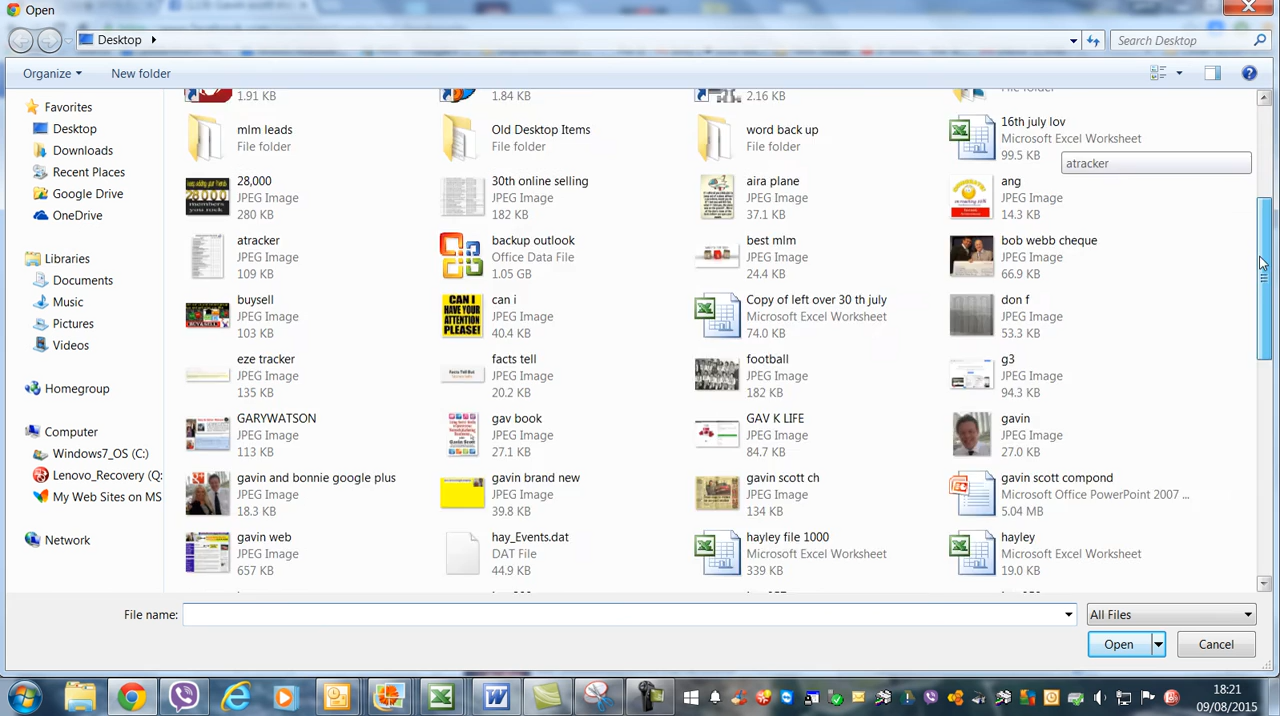 Open
Desktop
Search Desktop
Organize
New folder
Favorites
Desktop
Downloads
Recent Places
Google Drive
OneDrive
Libraries
Documents
Music
Pictures
Videos
Homegroup
Computer
Windows7_OS (C:)
Lenovo_Recovery (Q:
My Web Sites on MS
Network
1.91 KB
1.84 KB
2.16 KB
File folder
mlm leads
File folder
Old Desktop Items
File folder
word back up
File folder
16th july lov
Microsoft Excel Worksheet
99.5 KB
atracker
28,000
JPEG Image
280 KB
30th online selling
JPEG Image
182 KB
aira plane
JPEG Image
37.1 KB
ang
JPEG Image
14.3 KB
atracker
JPEG Image
109 KB
backup outlook
Office Data File
1.05 GB
best mlm
JPEG Image
24.4 KB
bob webb cheque
JPEG Image
66.9 KB
buysell
JPEG Image
103 KB
CAN I
HAVE YOUR
ATTENTION
PLEASE!
can i
JPEG Image
40.4 KB
Copy of left over 30 th july
Microsoft Excel Worksheet
74.0 KB
don f
JPEG Image
53.3 KB
eze tracker
JPEG Image
135 KB
facts tell
JPEG Image
20.2 KB
football
JPEG Image
182 KB
g3
JPEG Image
94.3 KB
GARYWATSON
JPEG Image
113 KB
gav book
JPEG Image
27.1 KB
GAV K LIFE
JPEG Image
84.7 KB
gavin
JPEG Image
27.0 KB
gavin and bonnie google plus
JPEG Image
18.3 KB
gavin brand new
JPEG Image
39.8 KB
gavin scott ch
JPEG Image
134 KB
gavin scott compond
Microsoft Office PowerPoint 2007 ...
5.04 MB
gavin web
JPEG Image
657 KB
hay_Events.dat
DAT File
44.9 KB
hayley file 1000
Microsoft Excel Worksheet
339 KB
hayley
Microsoft Excel Worksheet
19.0 KB
File name:
All Files
Open
Cancel
18:21
09/08/2015